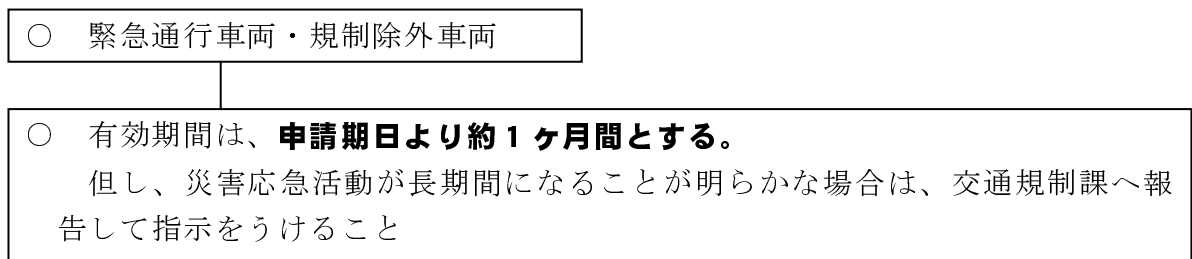 ○　緊急通行車両・規制除外車両
○　有効期間は、申請期日より約１ヶ月間とする。
但し、災害応急活動が長期間になることが明らかな場合は、交通規制課へ報
告して指示をうけること